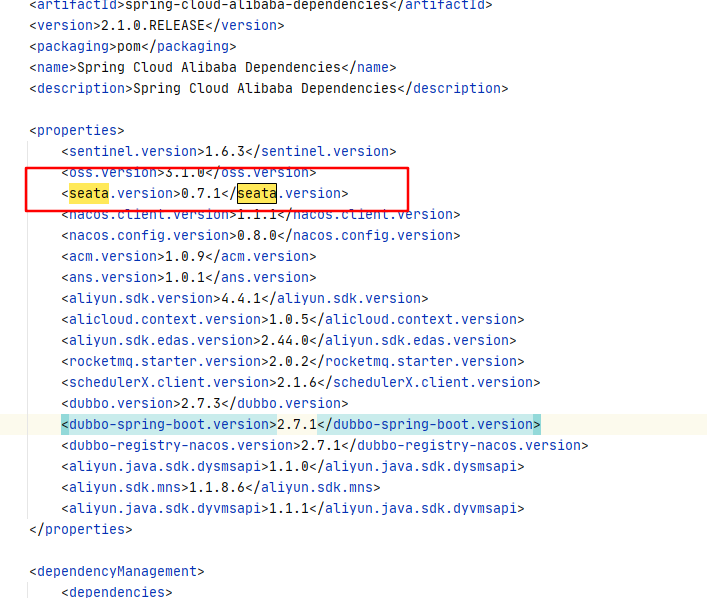 <artifactId>spring-cloud-alibaba-dependencies</artifactId>
<version>2.1.0.RELEASE</version>
<packaging>pom</packaging>
<name>Spring Cloud Alibaba Dependencies</name>
<description>Spring Cloud Alibaba Dependencies</description>
<properties>
<sentinel.version>1.6.3</sentinel.version>
<oss.version>3.1.0</oss.version>
<seata.version>0.7.1</seata.version>
<nacos.client.version>1.1.1</nacos.client.version>
<nacos.config.version>0.8.0</nacos.config.version>
<acm.version>1.0.9</acm.version>
<ans.version>1.0.1</ans.version>
<aliyun.sdk.version>4.4.1</aliyun.sdk.version>
<alicloud.context.version>1.0.5</alicloud.context.version>
<aliyun.sdk.edas.version>2.44.0</aliyun.sdk.edas.version>
<rocketmq.starter.version>2.0.2</rocketmq.starter.version>
<schedulerX.client.version>2.1.6</schedulerX.client.version>
<dubbo.version>2.7.3</dubbo.version>
<dubbo-spring-boot.version>2.7.1</dubbo-spring-boot.version>
<dubbo-registry-nacos.version>2.7.1</dubbo-registry-nacos.version>
<aliyun.java.sdk.dysmsapi>1.1.0</aliyun.java.sdk.dysmsapi>
<aliyun.sdk.mns>1.1.8.6</aliyun.sdk.mns>
<aliyun.java.sdk.dyvmsapi>1.1.1</aliyun.java.sdk.dyvmsapi>
</properties>
<dependencyManagement>
<dependencies>